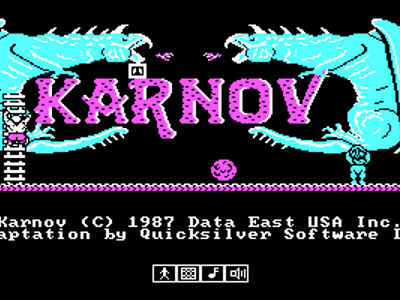 KARNOV
Karnov (C) 1987 Data East USA Inc.
aptation by Quicksilver Software I